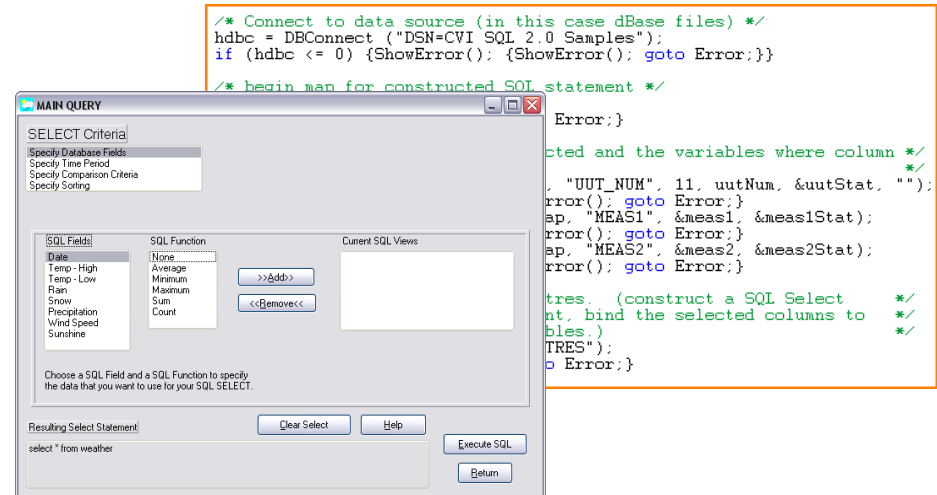 /* Connect to data source (in this case dBase files) */
hdbc = DBConnect ("DSN=CVI SQL 2.0 Samples");
if (hdbc <= 0) {ShowError(); {ShowError(); goto Error;}}
/* begin map for constructed SQL statement */
Error;}
cted and the variables where column */
*/
, "UUT_NUM", 11, uutNum, &uutStat, "");
rror(); goto Error;}
ap, "MEAS1", &meas1, &meas1Stat);
rror(); goto Error;}
ap, "MEAS2", &meas2, &meas2Stat);
rror(); goto Error;}
tres. (construct a SQL Select */
nt, bind the selected columns to */
bles.) */
TRES");
o Error;}
MAIN QUERY
SELECT Criteria
Specify Database Fields
Specify Time Period
Specify Comparison Criteria
Specify Sorting
SQL Fields
Date
Temp - High
Temp - Low
Rain
Snow
Precipitation
Wind Speed
Sunshine
SQL Function
None
Average
Minimum
Maximum
Sum
Count
>>Add>>
<<Remove<<
Current SQL Views
Choose a SQL Field and a SQL Function to specify
the data that you want to use for your SQL SELECT.
Resulting Select Statement
Clear Select
Help
select * from weather
Execute SQL
Return